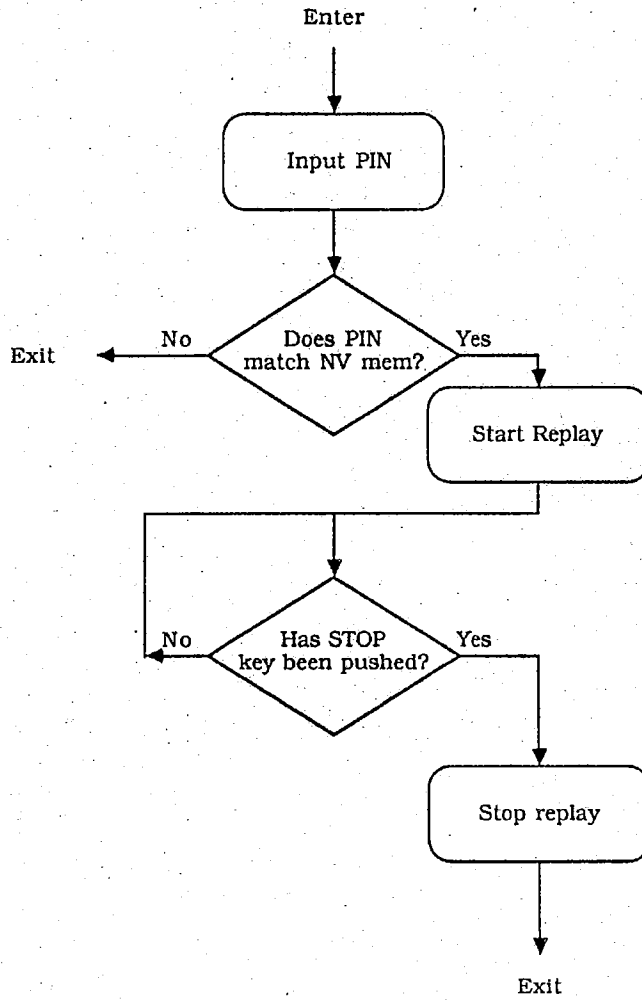 Enter
Input PIN
No
Does PIN
Yes
Exit
match NV mem?
Start Replay
No
Has STOP
Yes
key been pushed?
Stop replay
Exit